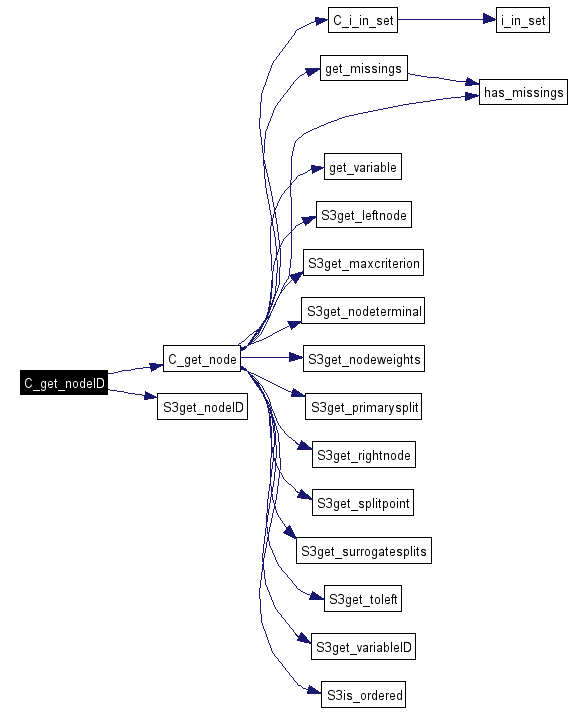 C_i_in_set
i_in_set
get_missings
has_missings
get_variable
S3get_leftnode
S3get_maxcriterion
S3get_nodeterminal
C_get_node
S3get_nodeweights
C_get_nodeID
S3get_nodeID
S3get_primarysplit
S3get_rightnode
S3get_splitpoint
S3get_surrogatesplits
S3get_toleft
S3get_variableID
S3is_ordered